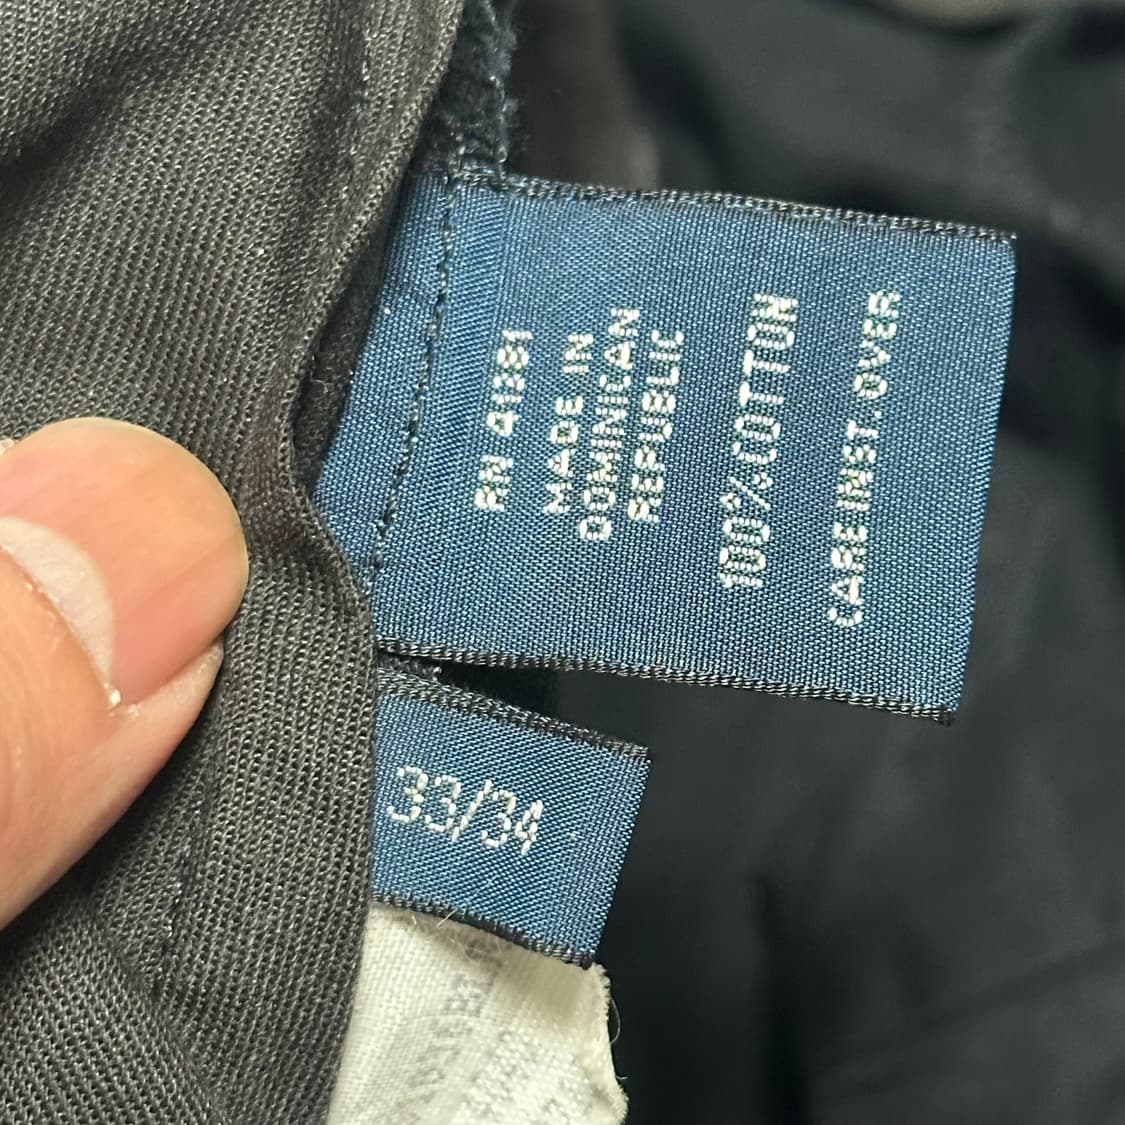 RN 41381
MADE IN
DOMINICAN
REPUBLIC
100% COTTON
CARE INST. OVER
33/34